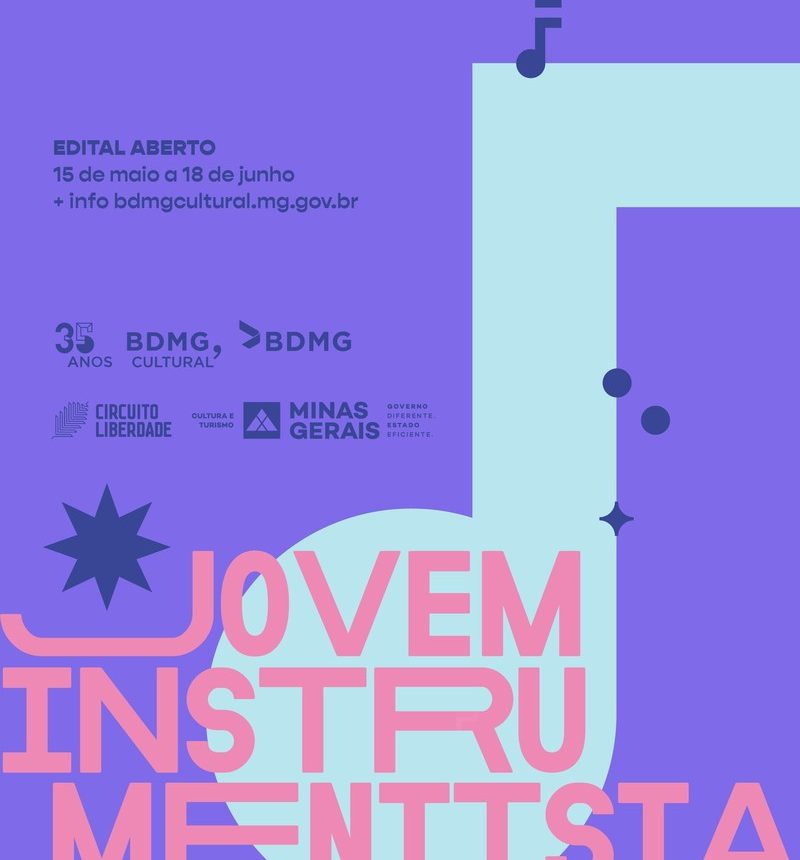 EDITAL ABERTO
15 de maio a 18 de junho
+ info bdmgcultural.mg.gov.br
35 ANOS
BDMG, CULTURAL
BDMG
CIRCUITO
LIBERDADE
CULTURA E
TURISMO
MINAS
GERAIS
GOVERNO
DIFERENTE.
ESTADO
EFICIENTE.
JOVEM
INSTRU
MENTISTA